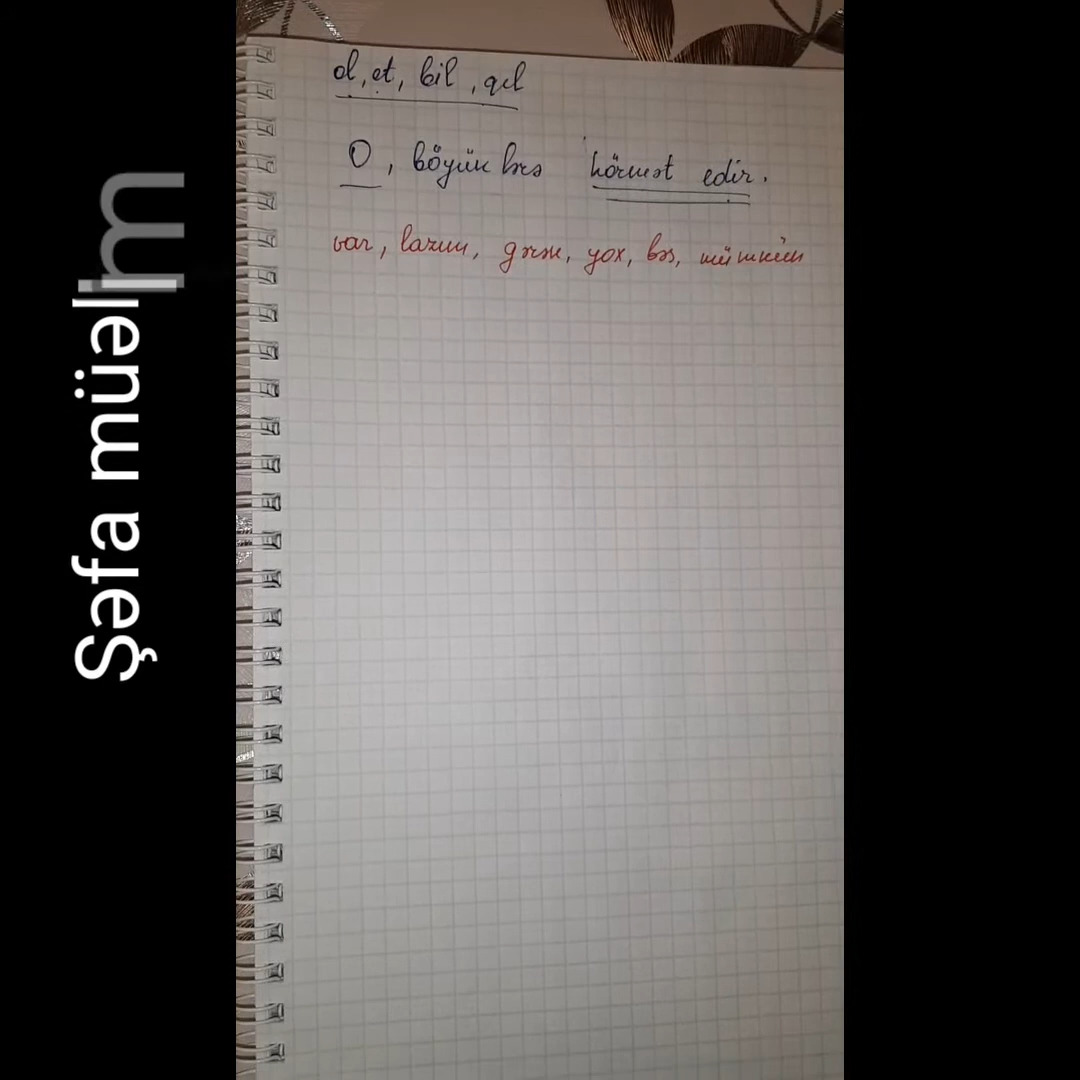 ol, et, bil, qıl
O, böyüklərə hörmət edir.
var, lazım, gərək, yox, bəs, mümkün
Şəfa müəllim